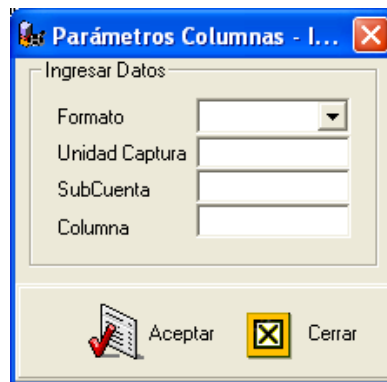 Parámetros Columnas - I...
Ingresar Datos
Formato
Unidad Captura
SubCuenta
Columna
Aceptar
Cerrar